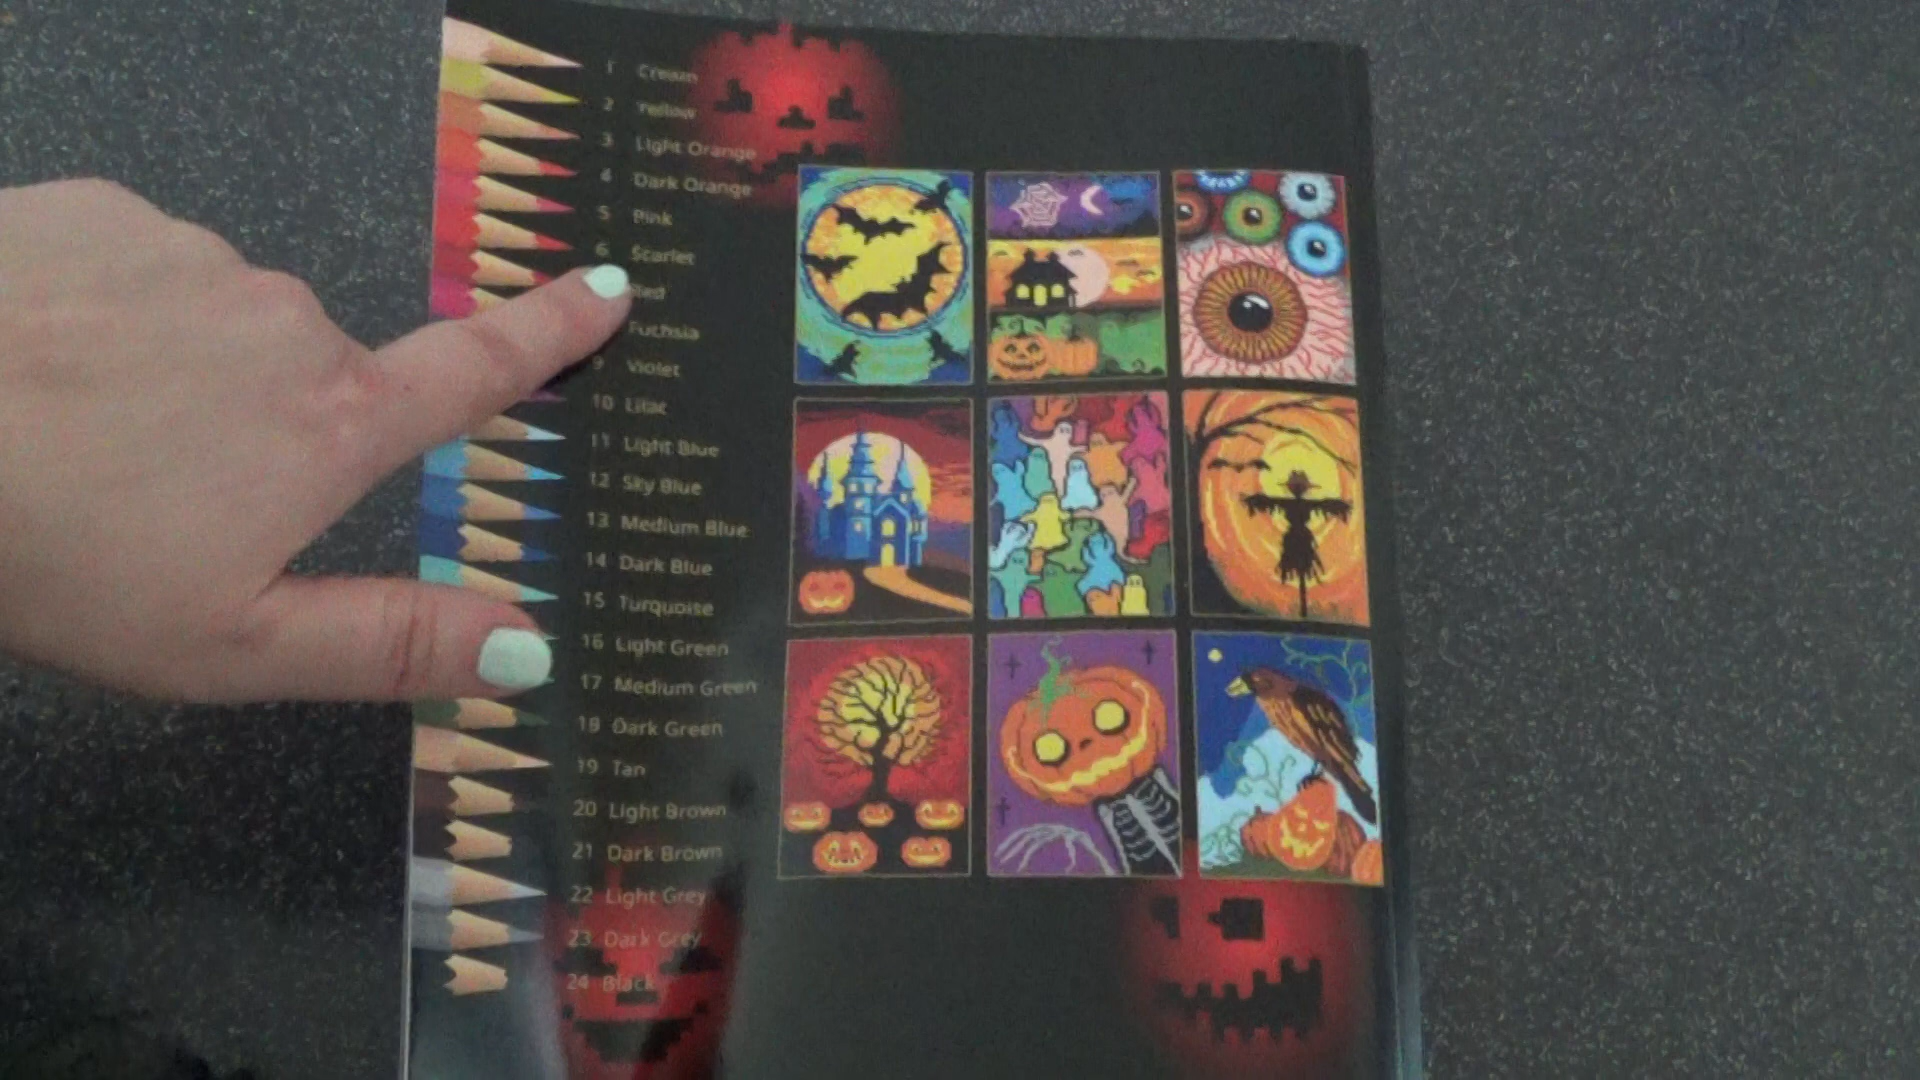 1 Cream
2 Yellow
3 Light Orange
4 Dark Orange
5 Pink
6 Scarlet
Red
Fuchsia
9 Violet
10 Lilac
11 Light Blue
12 Sky Blue
13 Medium Blue
14 Dark Blue
15 Turquoise
16 Light Green
17 Medium Green
18 Dark Green
19 Tan
20 Light Brown
21 Dark Brown
22 Light Grey
23 Dark Grey
24 Black